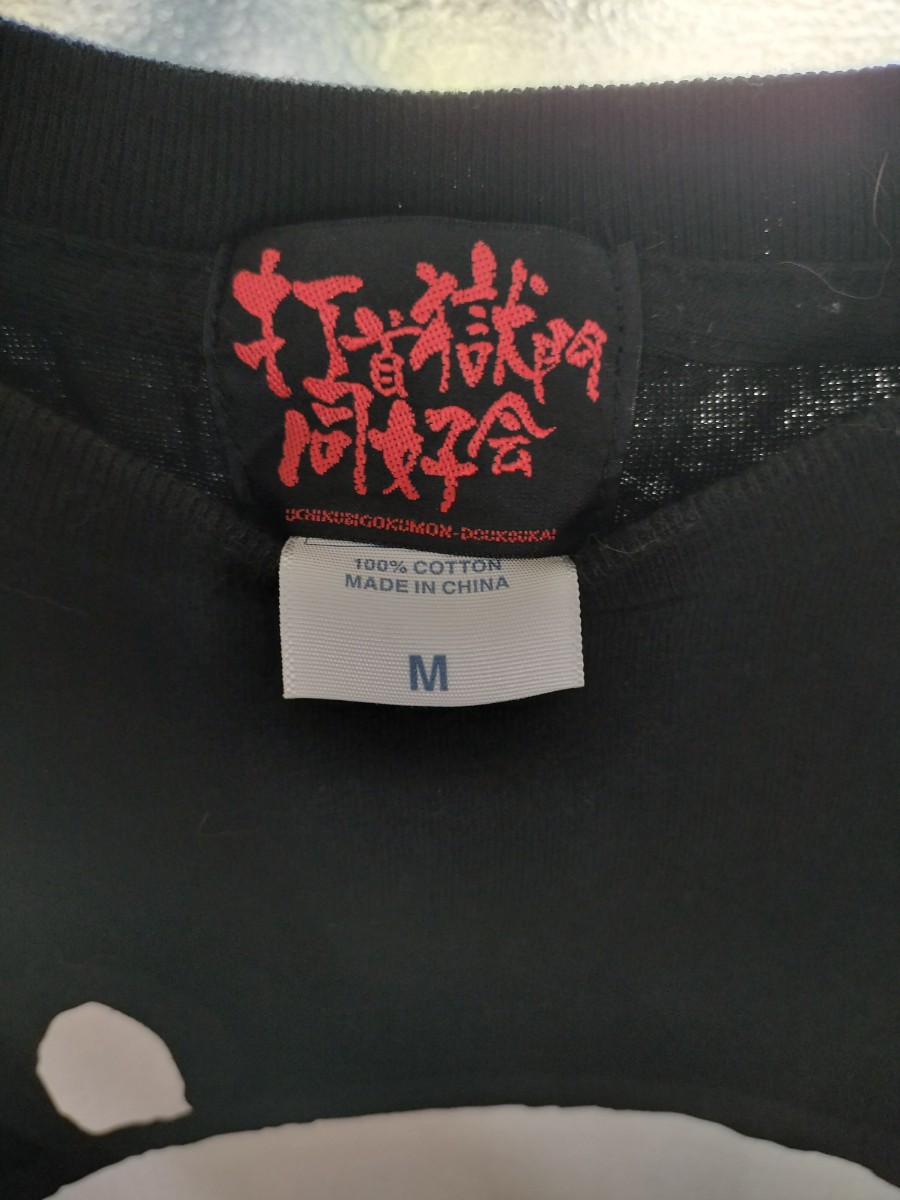 打首獄門
同好会
UCHIKUBIGOKUMON-DOUKOUKAI
100% COTTON
MADE IN CHINA
M